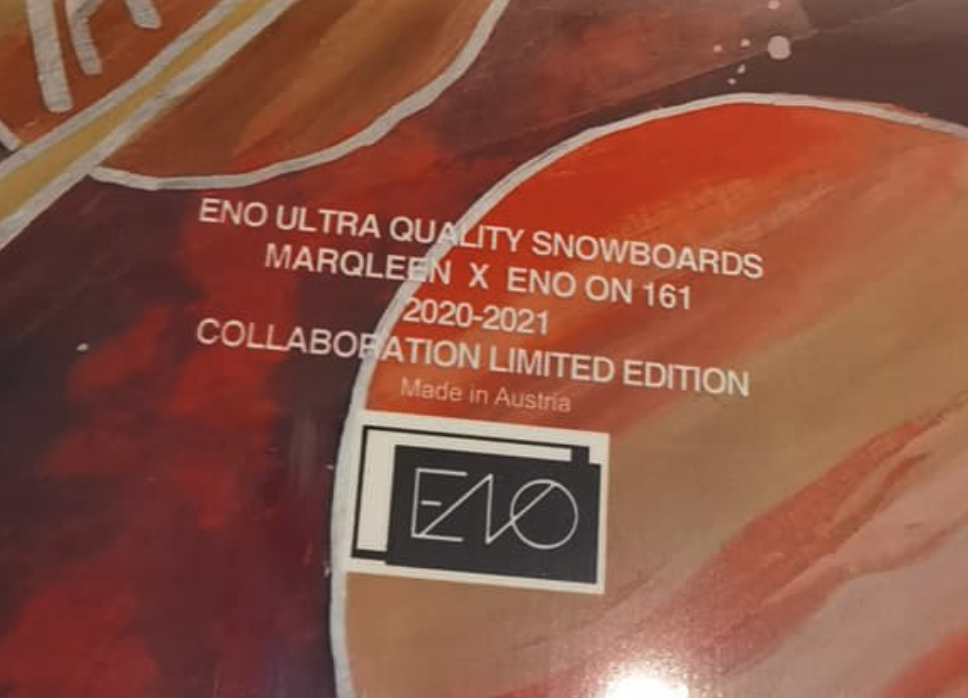 ENO ULTRA QUALITY SNOWBOARDS
MARQLEEN X ENO ON 161
2020-2021
COLLABORATION LIMITED EDITION
Made in Austria
ENO